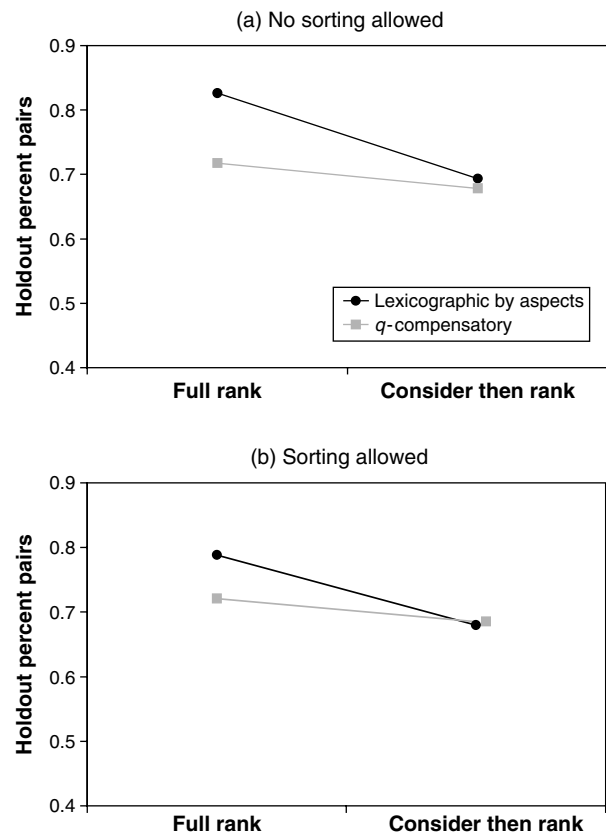 (a) No sorting allowed
Holdout percent pairs
0.9
0.8
0.7
0.6
0.5
0.4
Lexicographic by aspects
q-compensatory
Full rank
Consider then rank
(b) Sorting allowed
Holdout percent pairs
0.9
0.8
0.7
0.6
0.5
0.4
Full rank
Consider then rank